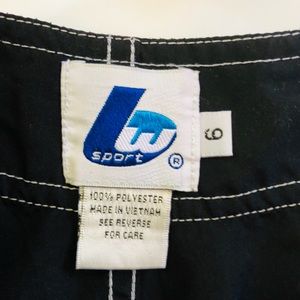 sport
®
6
100% POLYESTER
MADE IN VIETNAM
SEE REVERSE
FOR CARE